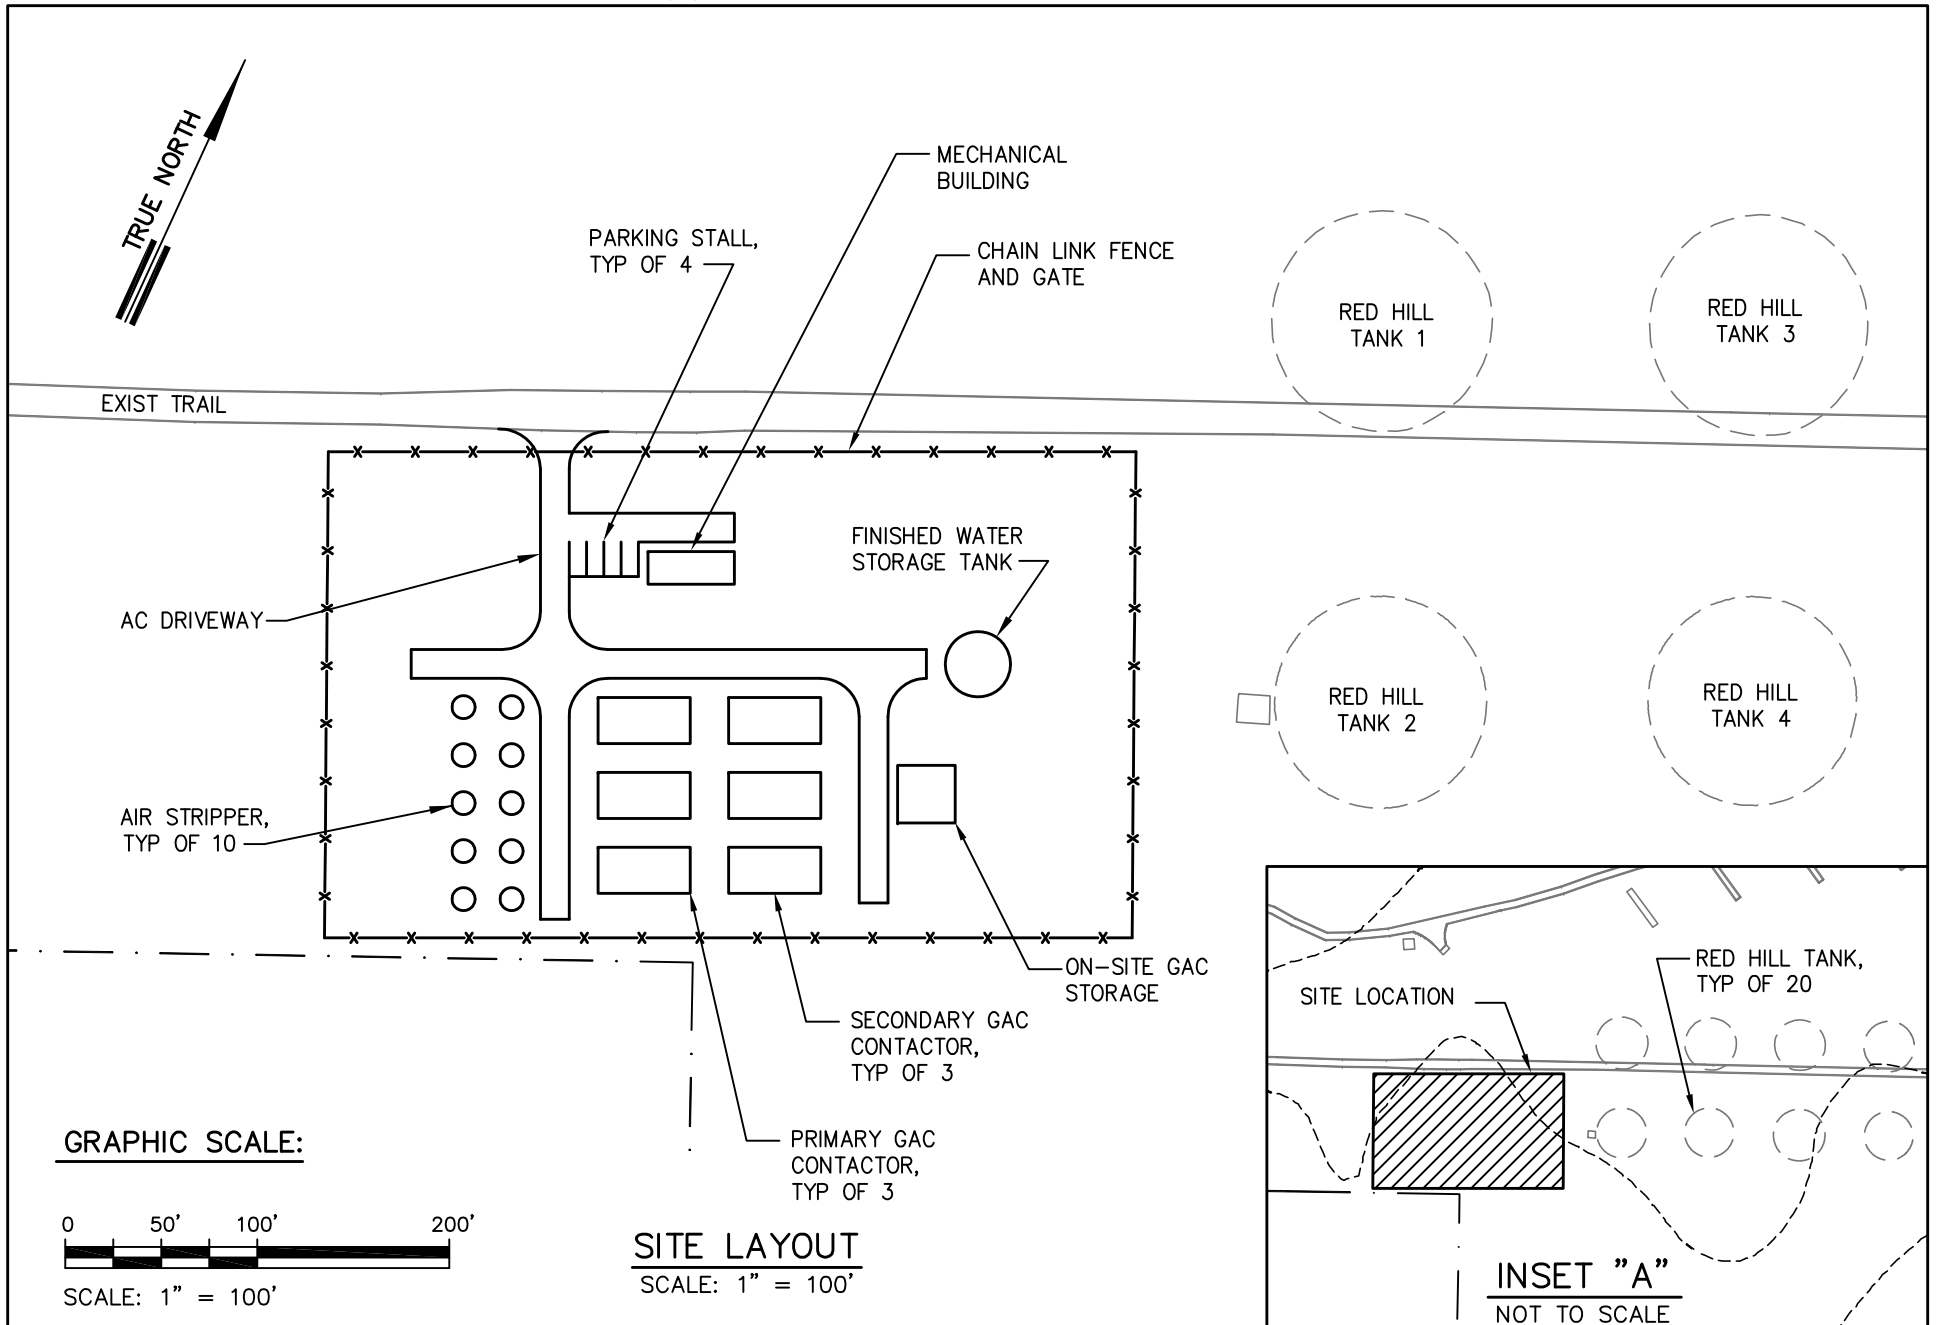 TRUE NORTH
MECHANICAL
BUILDING
PARKING STALL,
TYP OF 4
CHAIN LINK FENCE
AND GATE
RED HILL
TANK 1
RED HILL
TANK 3
EXIST TRAIL
FINISHED WATER
STORAGE TANK
AC DRIVEWAY
RED HILL
TANK 2
RED HILL
TANK 4
AIR STRIPPER,
TYP OF 10
ON-SITE GAC
STORAGE
SECONDARY GAC
CONTACTOR,
TYP OF 3
PRIMARY GAC
CONTACTOR,
TYP OF 3
RED HILL TANK,
TYP OF 20
SITE LOCATION
GRAPHIC SCALE:
0 50' 100' 200'
SCALE: 1" = 100'
SITE LAYOUT
SCALE: 1" = 100'
INSET "A"
NOT TO SCALE